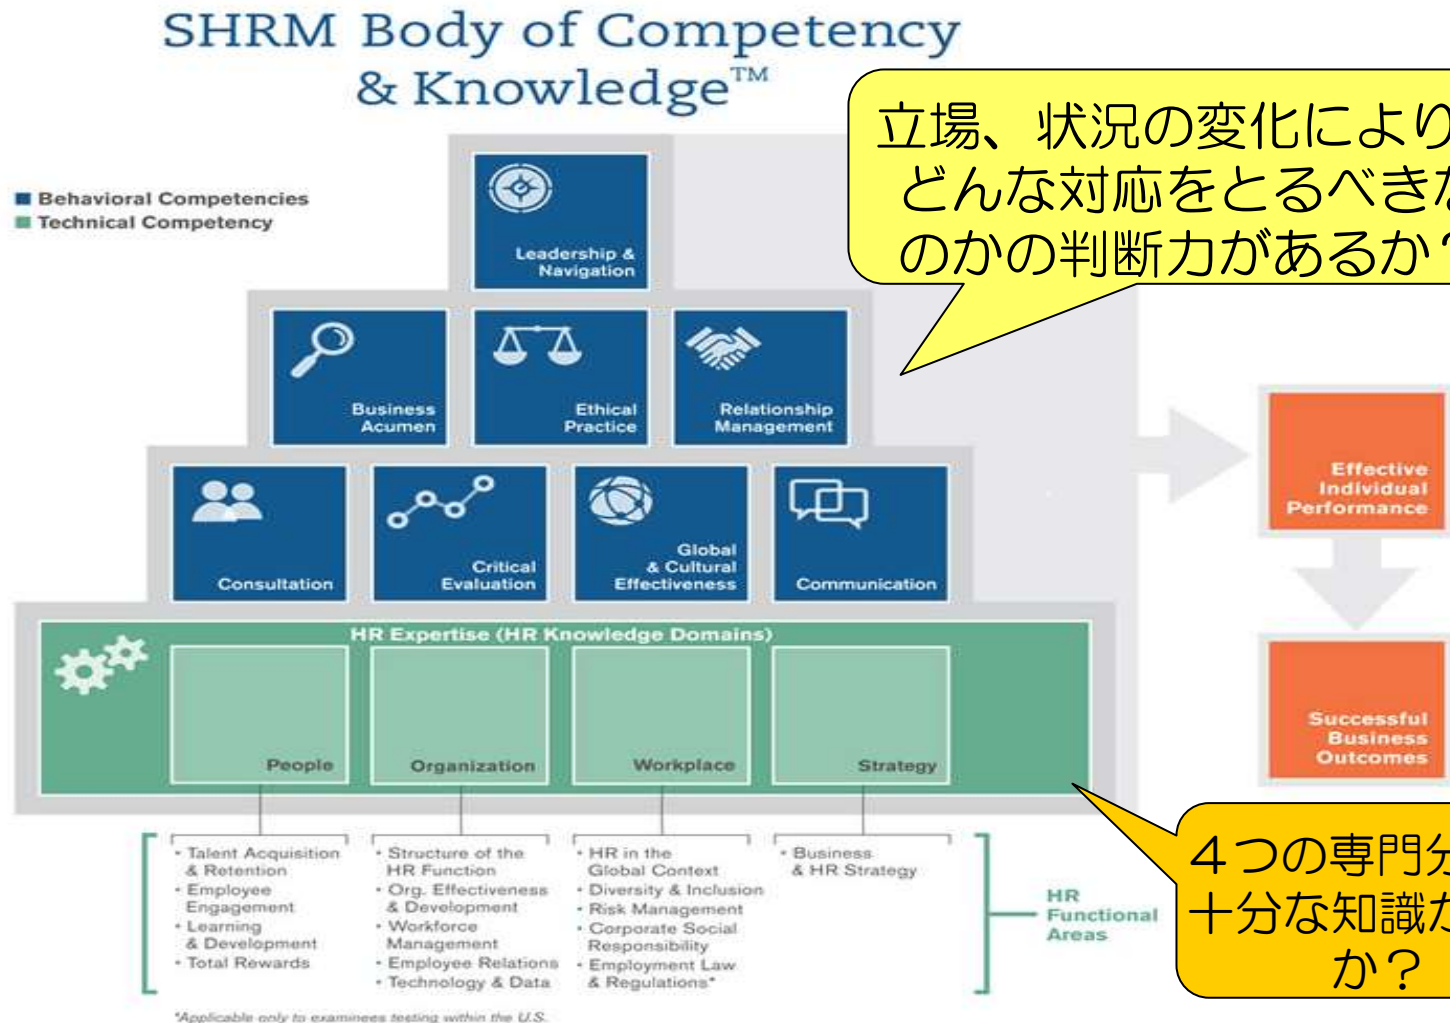 SHRM Body of Competency
& Knowledge™
立場、状況の変化により
どんな対応をとるべきな
のかの判断力があるか?
Behavioral Competencies
Technical Competency
Leadership &
Navigation
Business
Acumen
Ethical
Practice
Relationship
Management
Consultation
Critical
Evaluation
Global
& Cultural
Effectiveness
Communication
Effective
Individual
Performance
Successful
Business
Outcomes
HR Expertise (HR Knowledge Domains)
People
Organization
Workplace
Strategy
• Talent Acquisition
& Retention
• Employee
Engagement
• Learning
& Development
• Total Rewards
• Structure of the
HR Function
• Org. Effectiveness
& Development
• Workforce
Management
• Employee Relations
• Technology & Data
• HR in the
Global Context
• Diversity & Inclusion
• Risk Management
• Corporate Social
Responsibility
• Employment Law
& Regulations*
• Business
& HR Strategy
HR
Functional
Areas
4つの専門分
十分な知識が
か?
*Applicable only to examinees testing within the U.S.